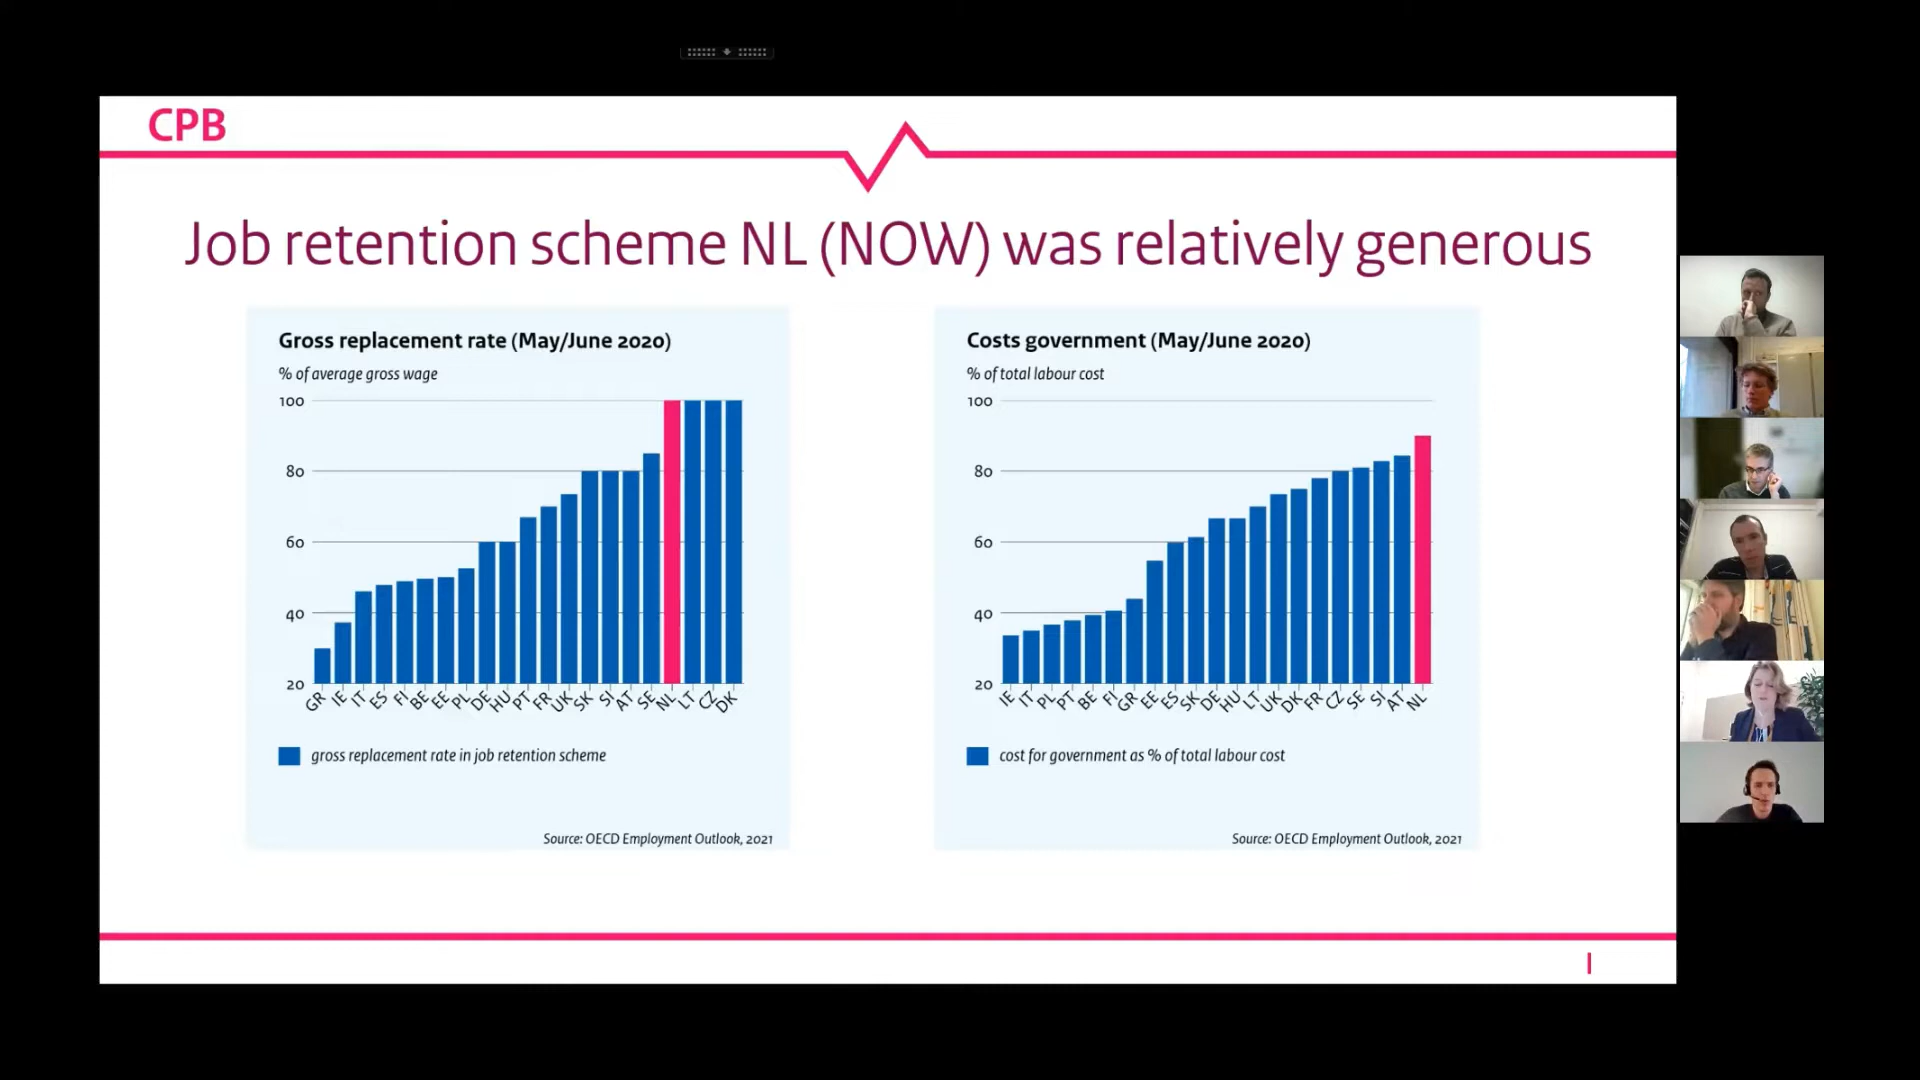 CPB
Job retention scheme NL (NOW) was relatively generous
Gross replacement rate (May/June 2020)
% of average gross wage
100
80
60
40
20
GR IE IT ES FI BE EE PL DE HU PT FR UK SK SI AT SE NL LT CZ DK
gross replacement rate in job retention scheme
Source: OECD Employment Outlook, 2021
Costs government (May/June 2020)
% of total labour cost
100
80
60
40
20
IE IT PL PT BE FI GR EE ES SK DE HU LT UK DK FR CZ SE SI AT NL
cost for government as % of total labour cost
Source: OECD Employment Outlook, 2021